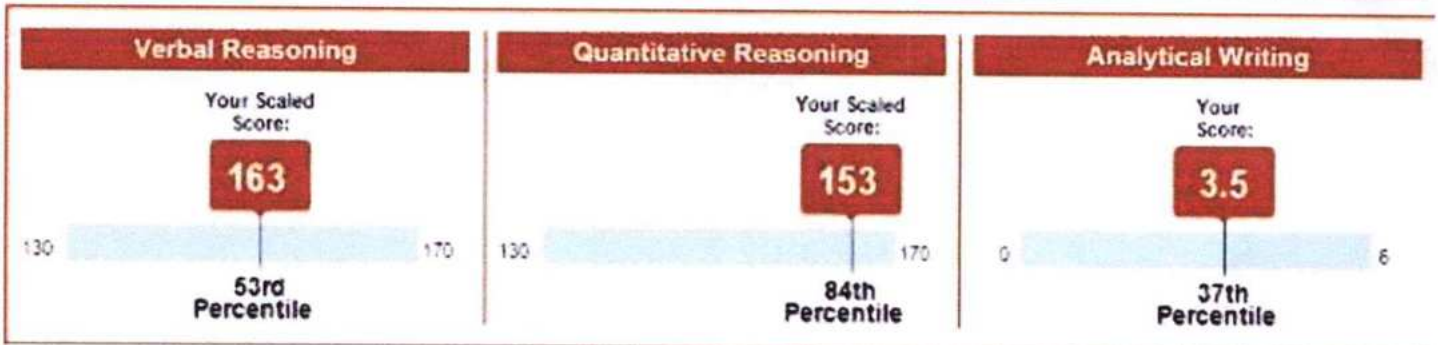 Verbal Reasoning
Your Scaled
Score:
163
130
170
53rd
Percentile
Quantitative Reasoning
Your Scaled
Score:
153
130
170
84th
Percentile
Analytical Writing
Your
Score:
3.5
0
6
37th
Percentile